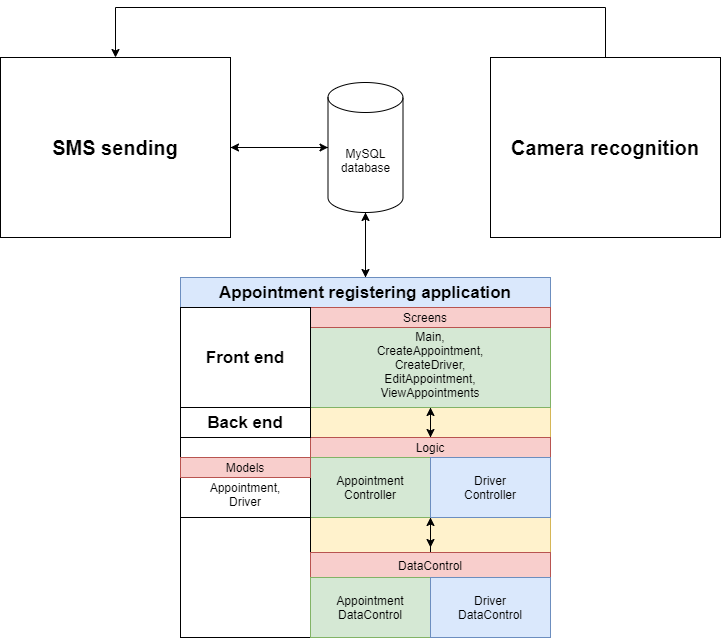 SMS sending
MySQL
database
Camera recognition
Appointment registering application
Screens
Front end
Main,
CreateAppointment,
CreateDriver,
EditAppointment,
ViewAppointments
Back end
Logic
Models
Appointment,
Driver
Appointment
Controller
Driver
Controller
DataControl
Appointment
DataControl
Driver
DataControl